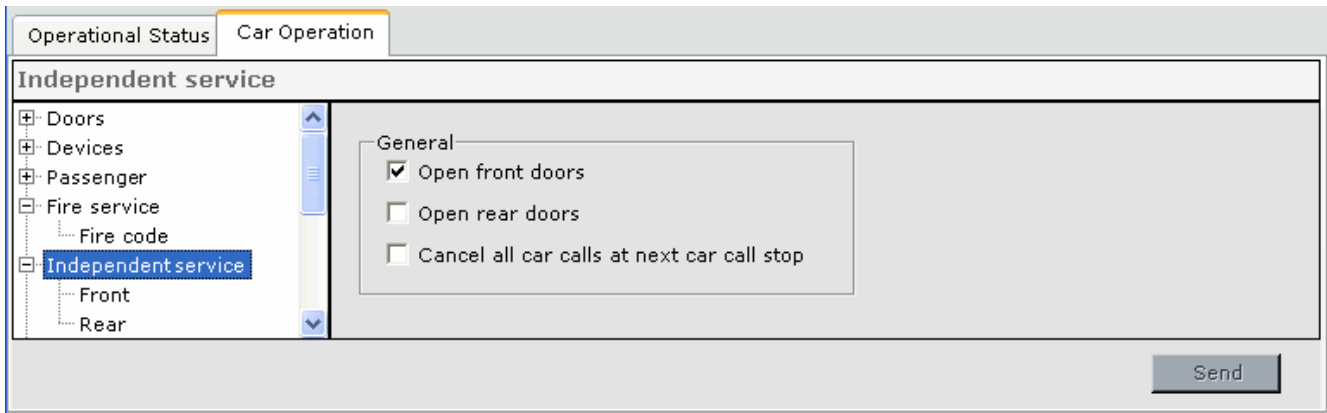 Operational Status
Car Operation
Independent service
Doors
Devices
Passenger
Fire service
Fire code
Independent service
Front
Rear
General
Open front doors
Open rear doors
Cancel all car calls at next car call stop
Send